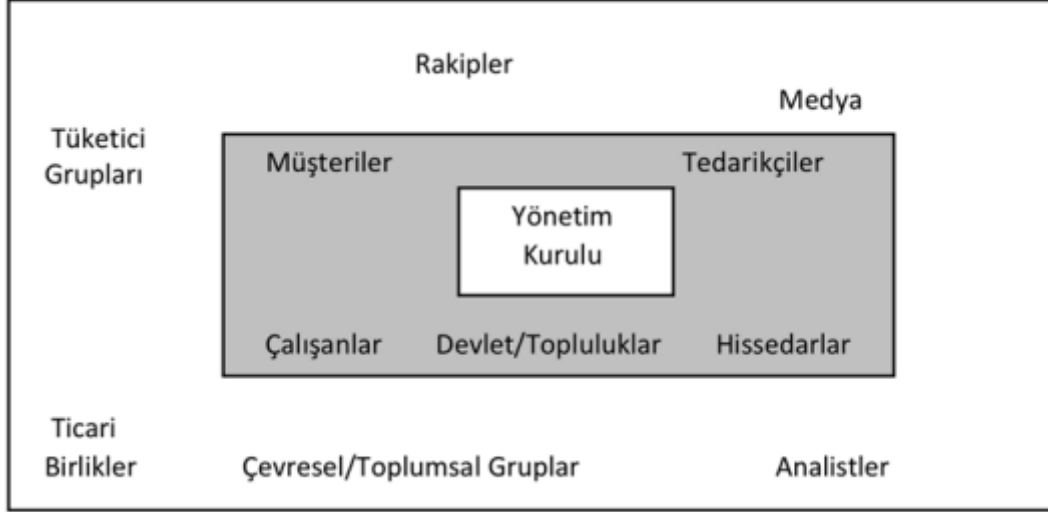 Rakipler
Medya
Tüketici
Grupları
Müşteriler
Tedarikçiler
Yönetim
Kurulu
Çalışanlar
Devlet/Topluluklar
Hissedarlar
Ticari
Birlikler
Çevresel/Toplumsal Gruplar
Analistler